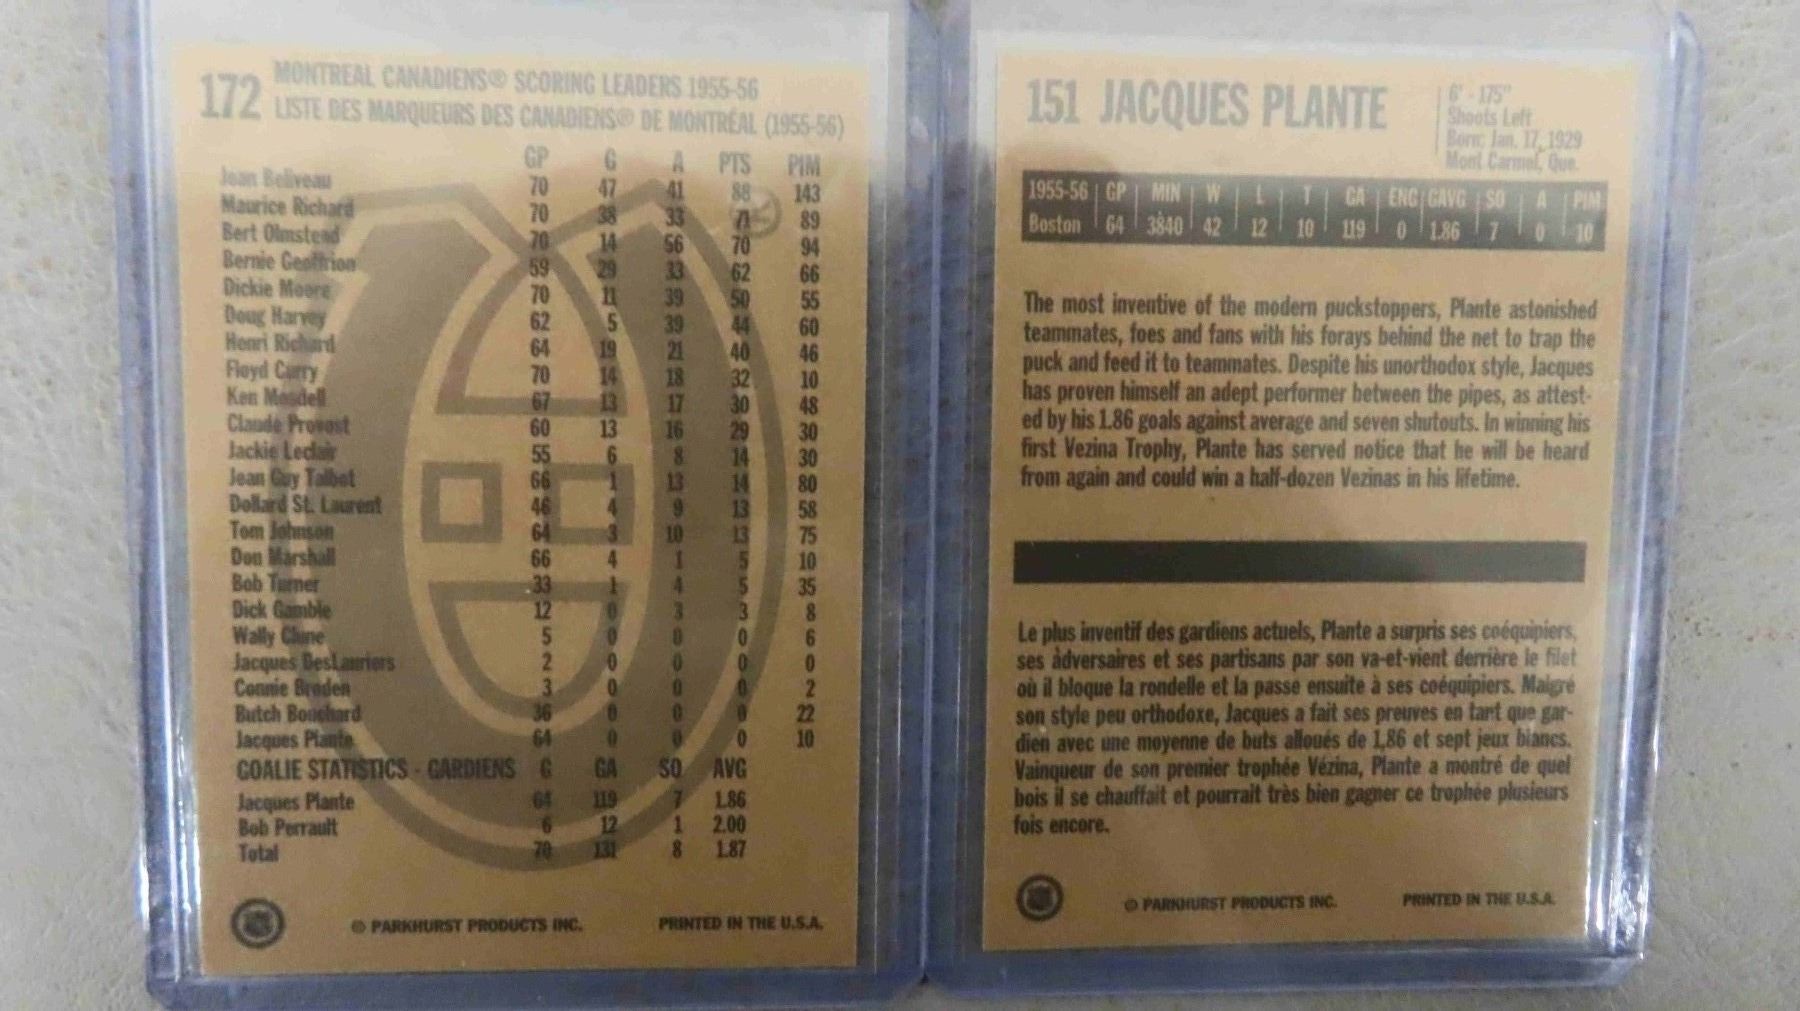 172 MONTREAL CANADIENS® SCORING LEADERS 1955-56
LISTE DES MARQUEURS DES CANADIENS® DE MONTRÉAL (1955-56)
GP G A PTS PIM
Jean Beliveau 70 47 41 88 143
Maurice Richard 70 38 33 71 89
Bert Olmstead 70 14 56 70 94
Bernie Geoffrion 59 29 33 62 66
Dickie Moore 70 11 39 50 55
Doug Harvey 62 5 39 44 60
Henri Richard 64 19 21 40 46
Floyd Curry 70 14 18 32 10
Ken Mosdell 67 13 17 30 48
Claude Provost 60 13 16 29 30
Jackie Leclair 55 6 8 14 30
Jean Guy Talbot 66 1 13 14 80
Dollard St. Laurent 46 4 9 13 58
Tom Johnson 64 3 10 13 75
Don Marshall 66 4 1 5 10
Bob Turner 33 1 4 5 35
Dick Gamble 12 0 3 3 8
Wally Clune 5 0 0 0 6
Jacques DesLauriers 2 0 0 0 0
Connie Broden 3 0 0 0 2
Butch Bouchard 36 0 0 0 22
Jacques Plante 64 0 0 0 10
GOALIE STATISTICS - GARDIENS G GA SO AVG
Jacques Plante 64 119 7 1.86
Bob Perrault 6 12 1 2.00
Total 70 131 8 1.87
© PARKHURST PRODUCTS INC. PRINTED IN THE U.S.A.
151 JACQUES PLANTE
6' - 175"
Shoots Left
Born: Jan. 17, 1929
Mont Carmel, Que.
1955-56 GP MIN W L T GA ENG GAVG SO A PIM
Boston 64 3840 42 12 10 119 0 1.86 7 0 10
The most inventive of the modern puckstoppers, Plante astonished
teammates, foes and fans with his forays behind the net to trap the
puck and feed it to teammates. Despite his unorthodox style, Jacques
has proven himself an adept performer between the pipes, as attest-
ed by his 1.86 goals against average and seven shutouts. In winning his
first Vezina Trophy, Plante has served notice that he will be heard
from again and could win a half-dozen Vezinas in his lifetime.
Le plus inventif des gardiens actuels, Plante a surpris ses coéquipiers,
ses adversaires et ses partisans par son va-et-vient derrière le filet
où il bloque la rondelle et la passe ensuite à ses coéquipiers. Malgré
son style peu orthodoxe, Jacques a fait ses preuves en tant que gar-
dien avec une moyenne de buts alloués de 1,86 et sept jeux blancs.
Vainqueur de son premier trophée Vézina, Plante a montré de quel
bois il se chauffait et pourrait très bien gagner ce trophée plusieurs
fois encore.
© PARKHURST PRODUCTS INC. PRINTED IN THE U.S.A.